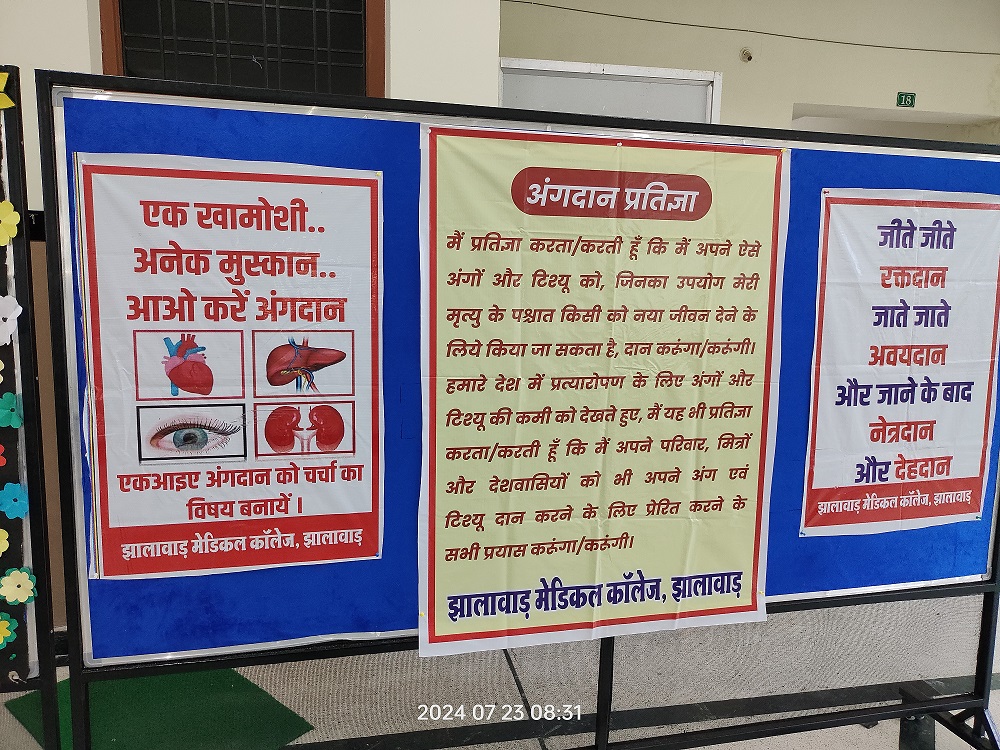 18
एक खामोशी..
अनेक मुस्कान..
आओ करें अंगदान
एकआइए अंगदान को चर्चा का
विषय बनायें ।
झालावाड़ मेडिकल कॉलेज, झालावाड़
अंगदान प्रतिज्ञा
मैं प्रतिज्ञा करता/करती हूँ कि मैं अपने ऐसे
अंगों और टिश्यू को, जिनका उपयोग मेरी
मृत्यु के पश्चात किसी को नया जीवन देने के
लिये किया जा सकता है, दान करूंगा/करूंगी।
हमारे देश में प्रत्यारोपण के लिए अंगों और
टिश्यू की कमी को देखते हुए, मैं यह भी प्रतिज्ञा
करता/करती हूँ कि मैं अपने परिवार, मित्रों
और देशवासियों को भी अपने अंग एवं
टिश्यू दान करने के लिए प्रेरित करने के
सभी प्रयास करूंगा/करूंगी।
झालावाड़ मेडिकल कॉलेज, झालावाड़
जीते जीते
रक्तदान
जाते जाते
अवयदान
और जाने के बाद
नेत्रदान
और देहदान
झालावाड़ मेडिकल कॉलेज, झालावाड़
2024 07 23 08:31